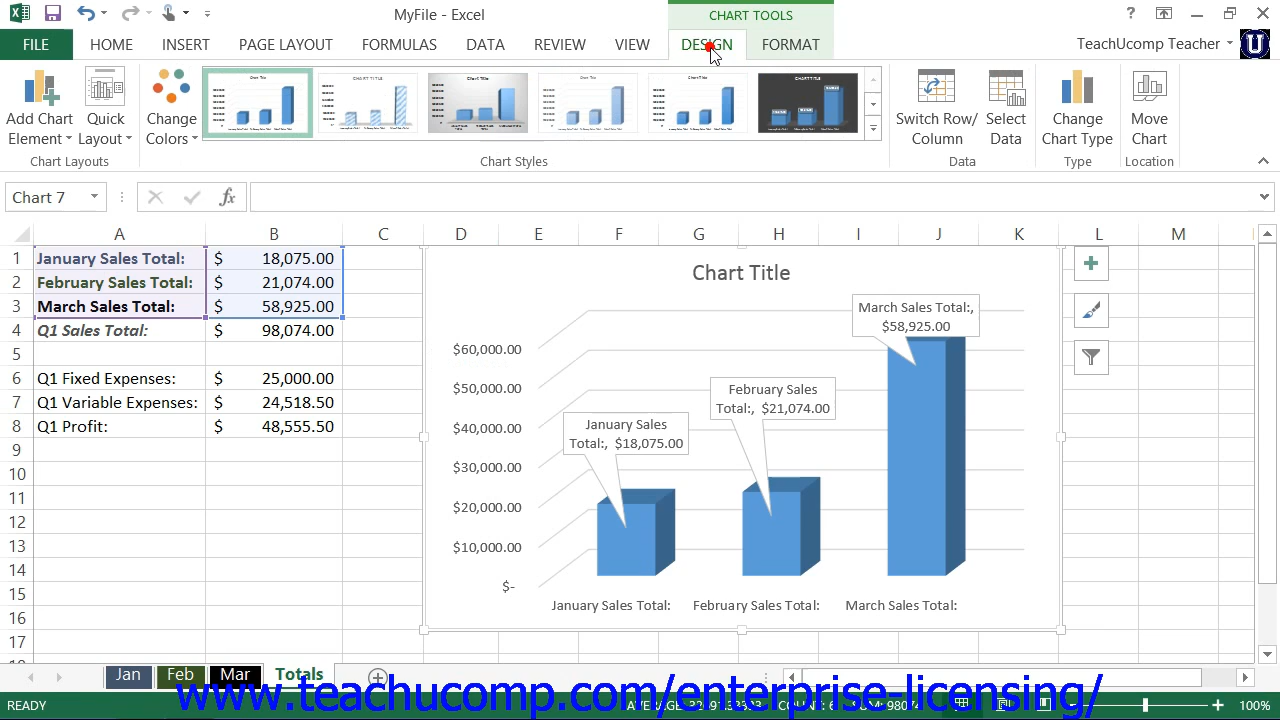 MyFile - Excel
CHART TOOLS
?
FILE
HOME
INSERT
PAGE LAYOUT
FORMULAS
DATA
REVIEW
VIEW
DESIGN
FORMAT
TeachUcomp Teacher
Add Chart Element
Quick Layout
Change Colors
Switch Row/ Column
Select Data
Change Chart Type
Move Chart
Chart Layouts
Chart Styles
Data
Type
Location
Chart 7
fx
A B C D E F G H I J K L M
1 January Sales Total: $ 18,075.00
2 February Sales Total: $ 21,074.00
3 March Sales Total: $ 58,925.00
4 Q1 Sales Total: $ 98,074.00
5
6 Q1 Fixed Expenses: $ 25,000.00
7 Q1 Variable Expenses: $ 24,518.50
8 Q1 Profit: $ 48,555.50
9
10
11
12
13
14
15
16
17
Chart Title
March Sales Total:,
$58,925.00
February Sales
Total:, $21,074.00
January Sales
Total:, $18,075.00
$60,000.00
$50,000.00
$40,000.00
$30,000.00
$20,000.00
$10,000.00
$-
January Sales Total: February Sales Total: March Sales Total:
Jan Feb Mar Totals
www.teachucomp.com/enterprise-licensing/
READY
100%